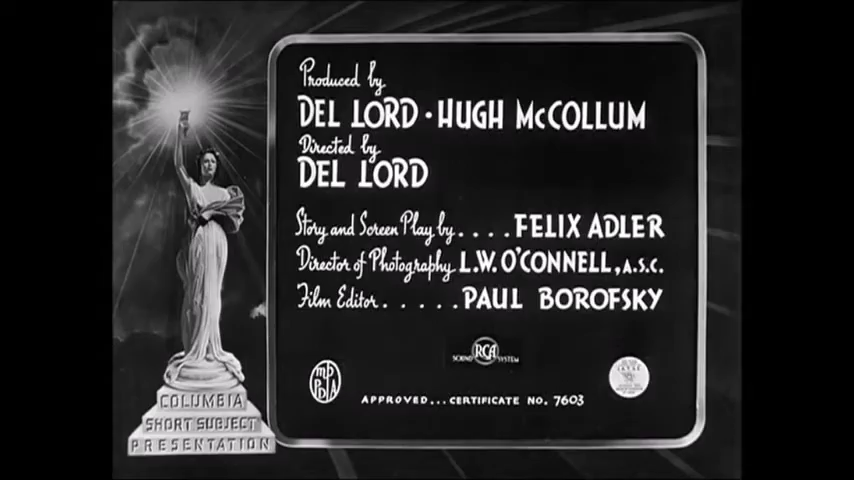 Produced by
DEL LORD · HUGH McCOLLUM
Directed by
DEL LORD
Story and Screen Play by.... FELIX ADLER
Director of Photography L.W. O'CONNELL, A.S.C.
Film Editor..... PAUL BOROFSKY
SOUND RCA SYSTEM
MPPDA
APPROVED...CERTIFICATE NO. 7603
COLUMBIA
SHORT SUBJECT
PRESENTATION